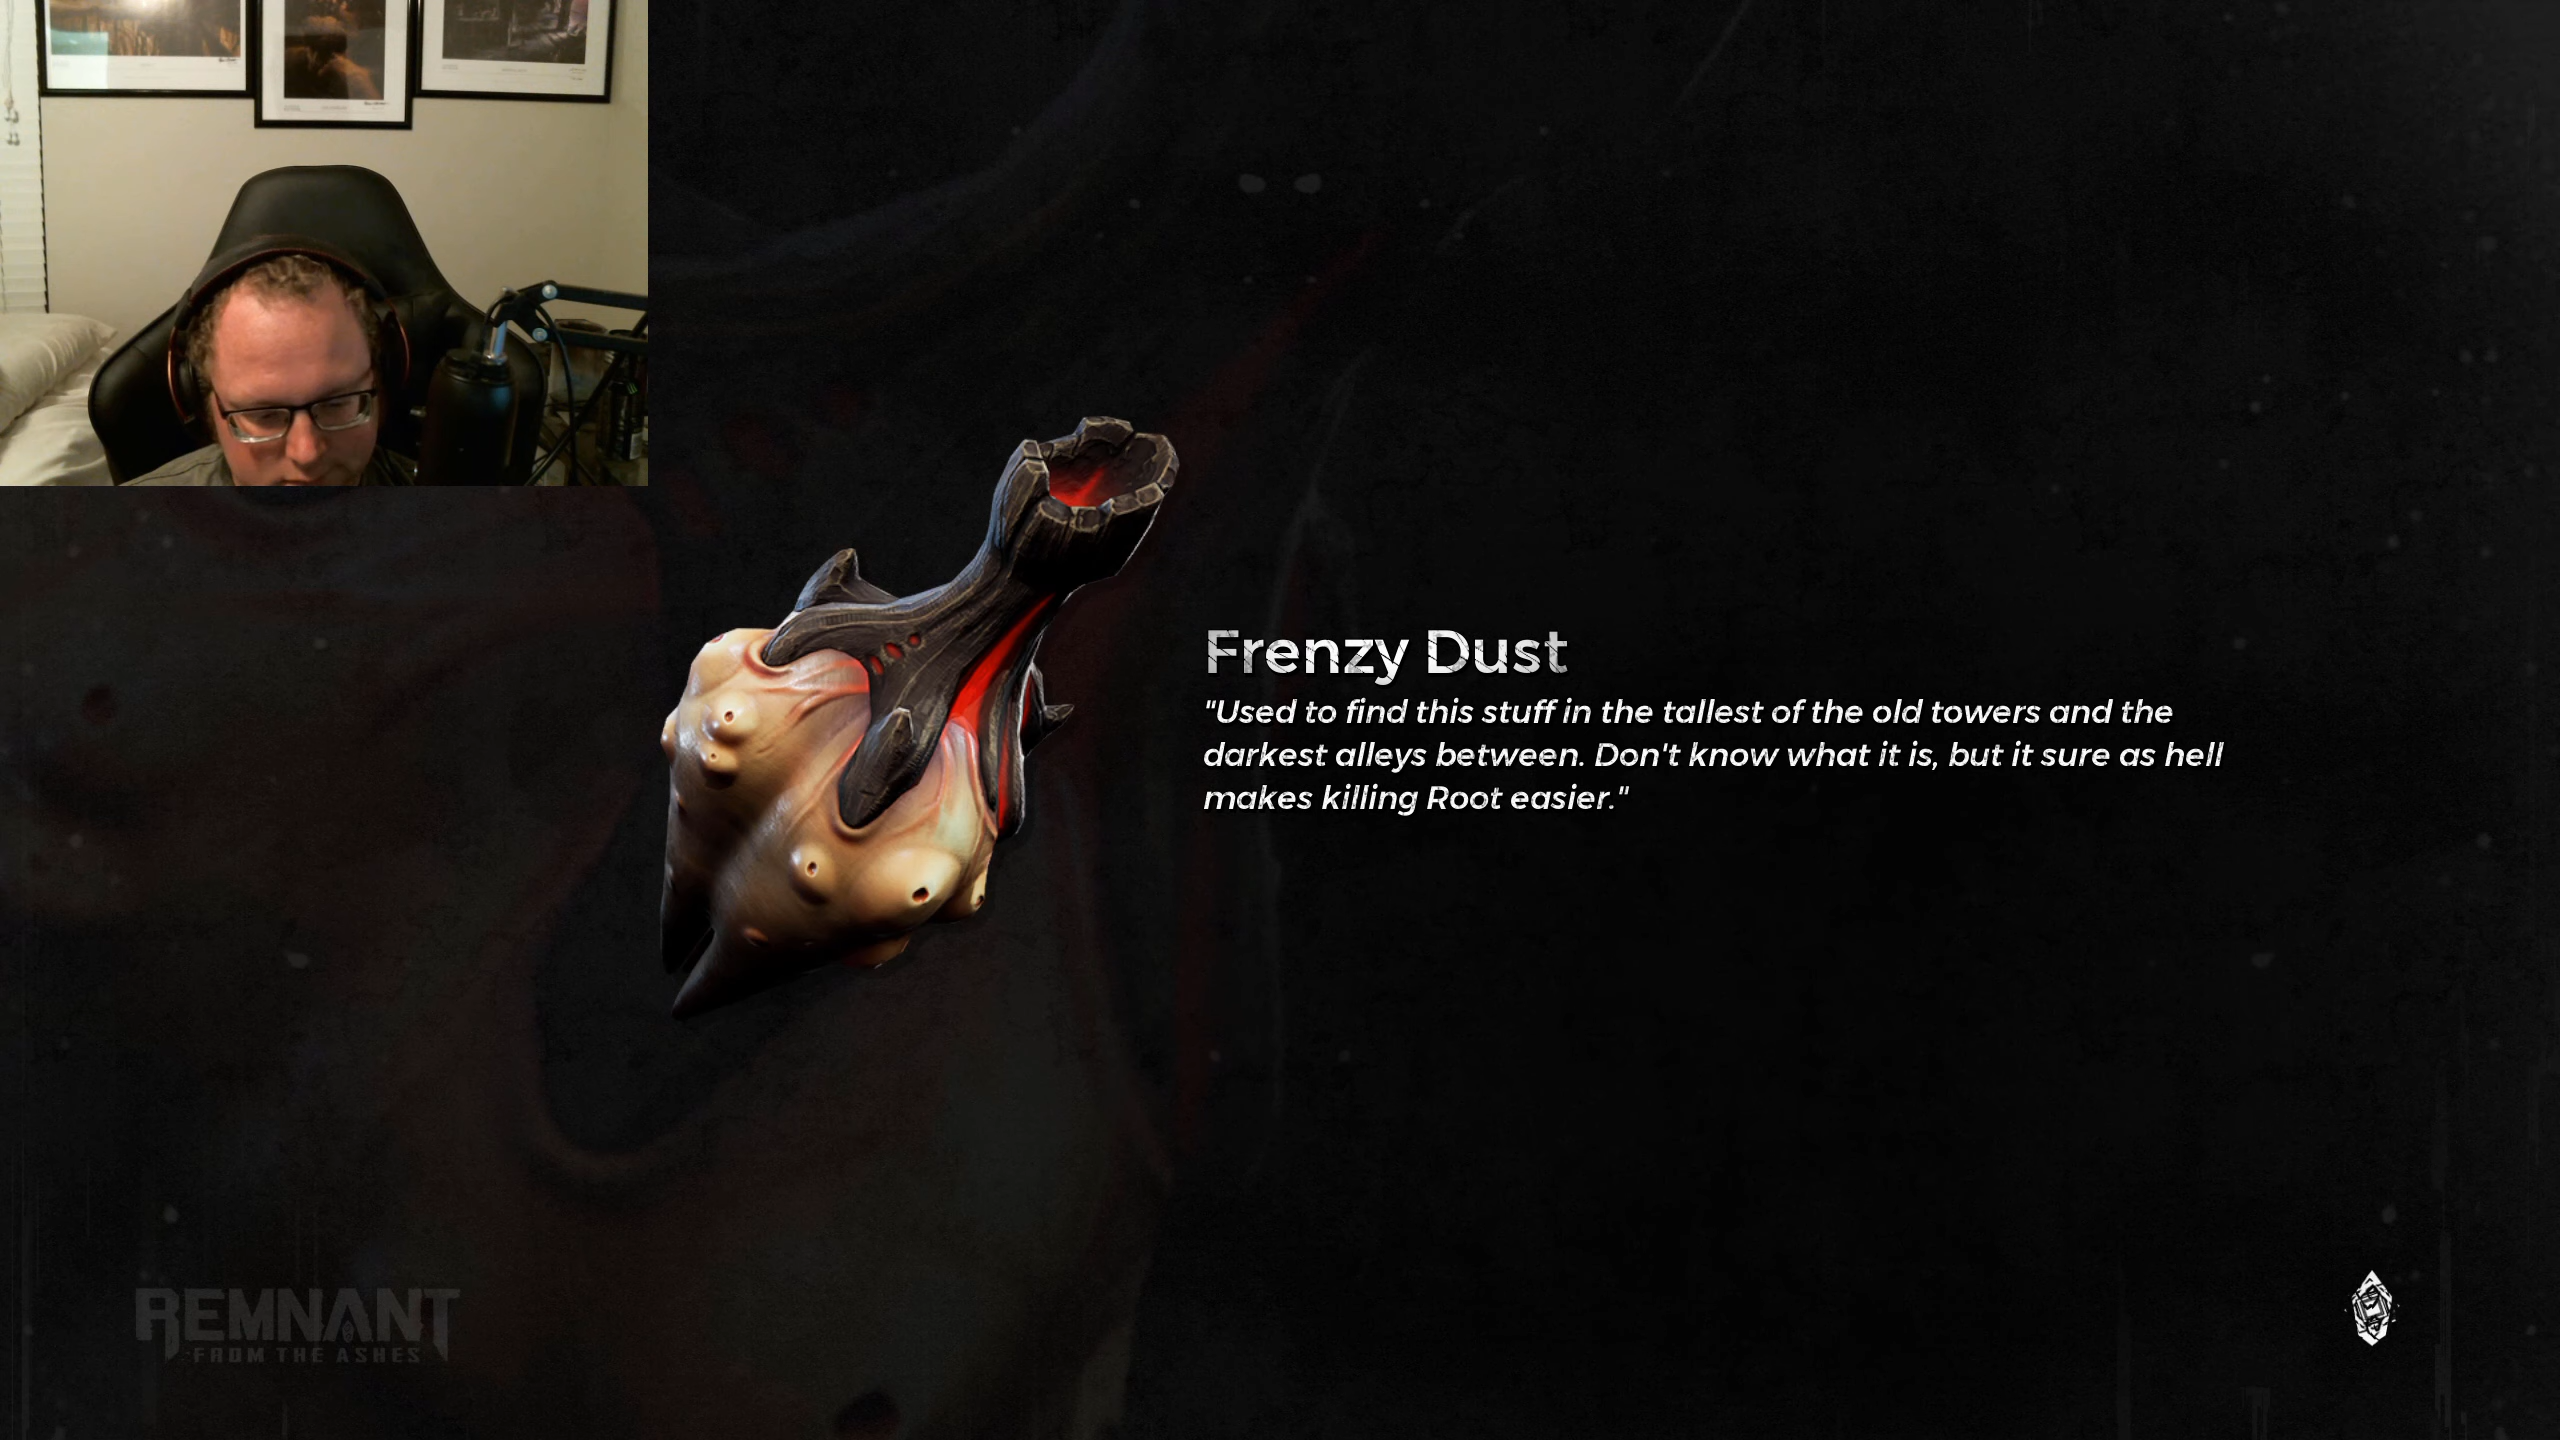 Frenzy Dust
"Used to find this stuff in the tallest of the old towers and the
darkest alleys between. Don't know what it is, but it sure as hell
makes killing Root easier."
REMNANT
FROM THE ASHES